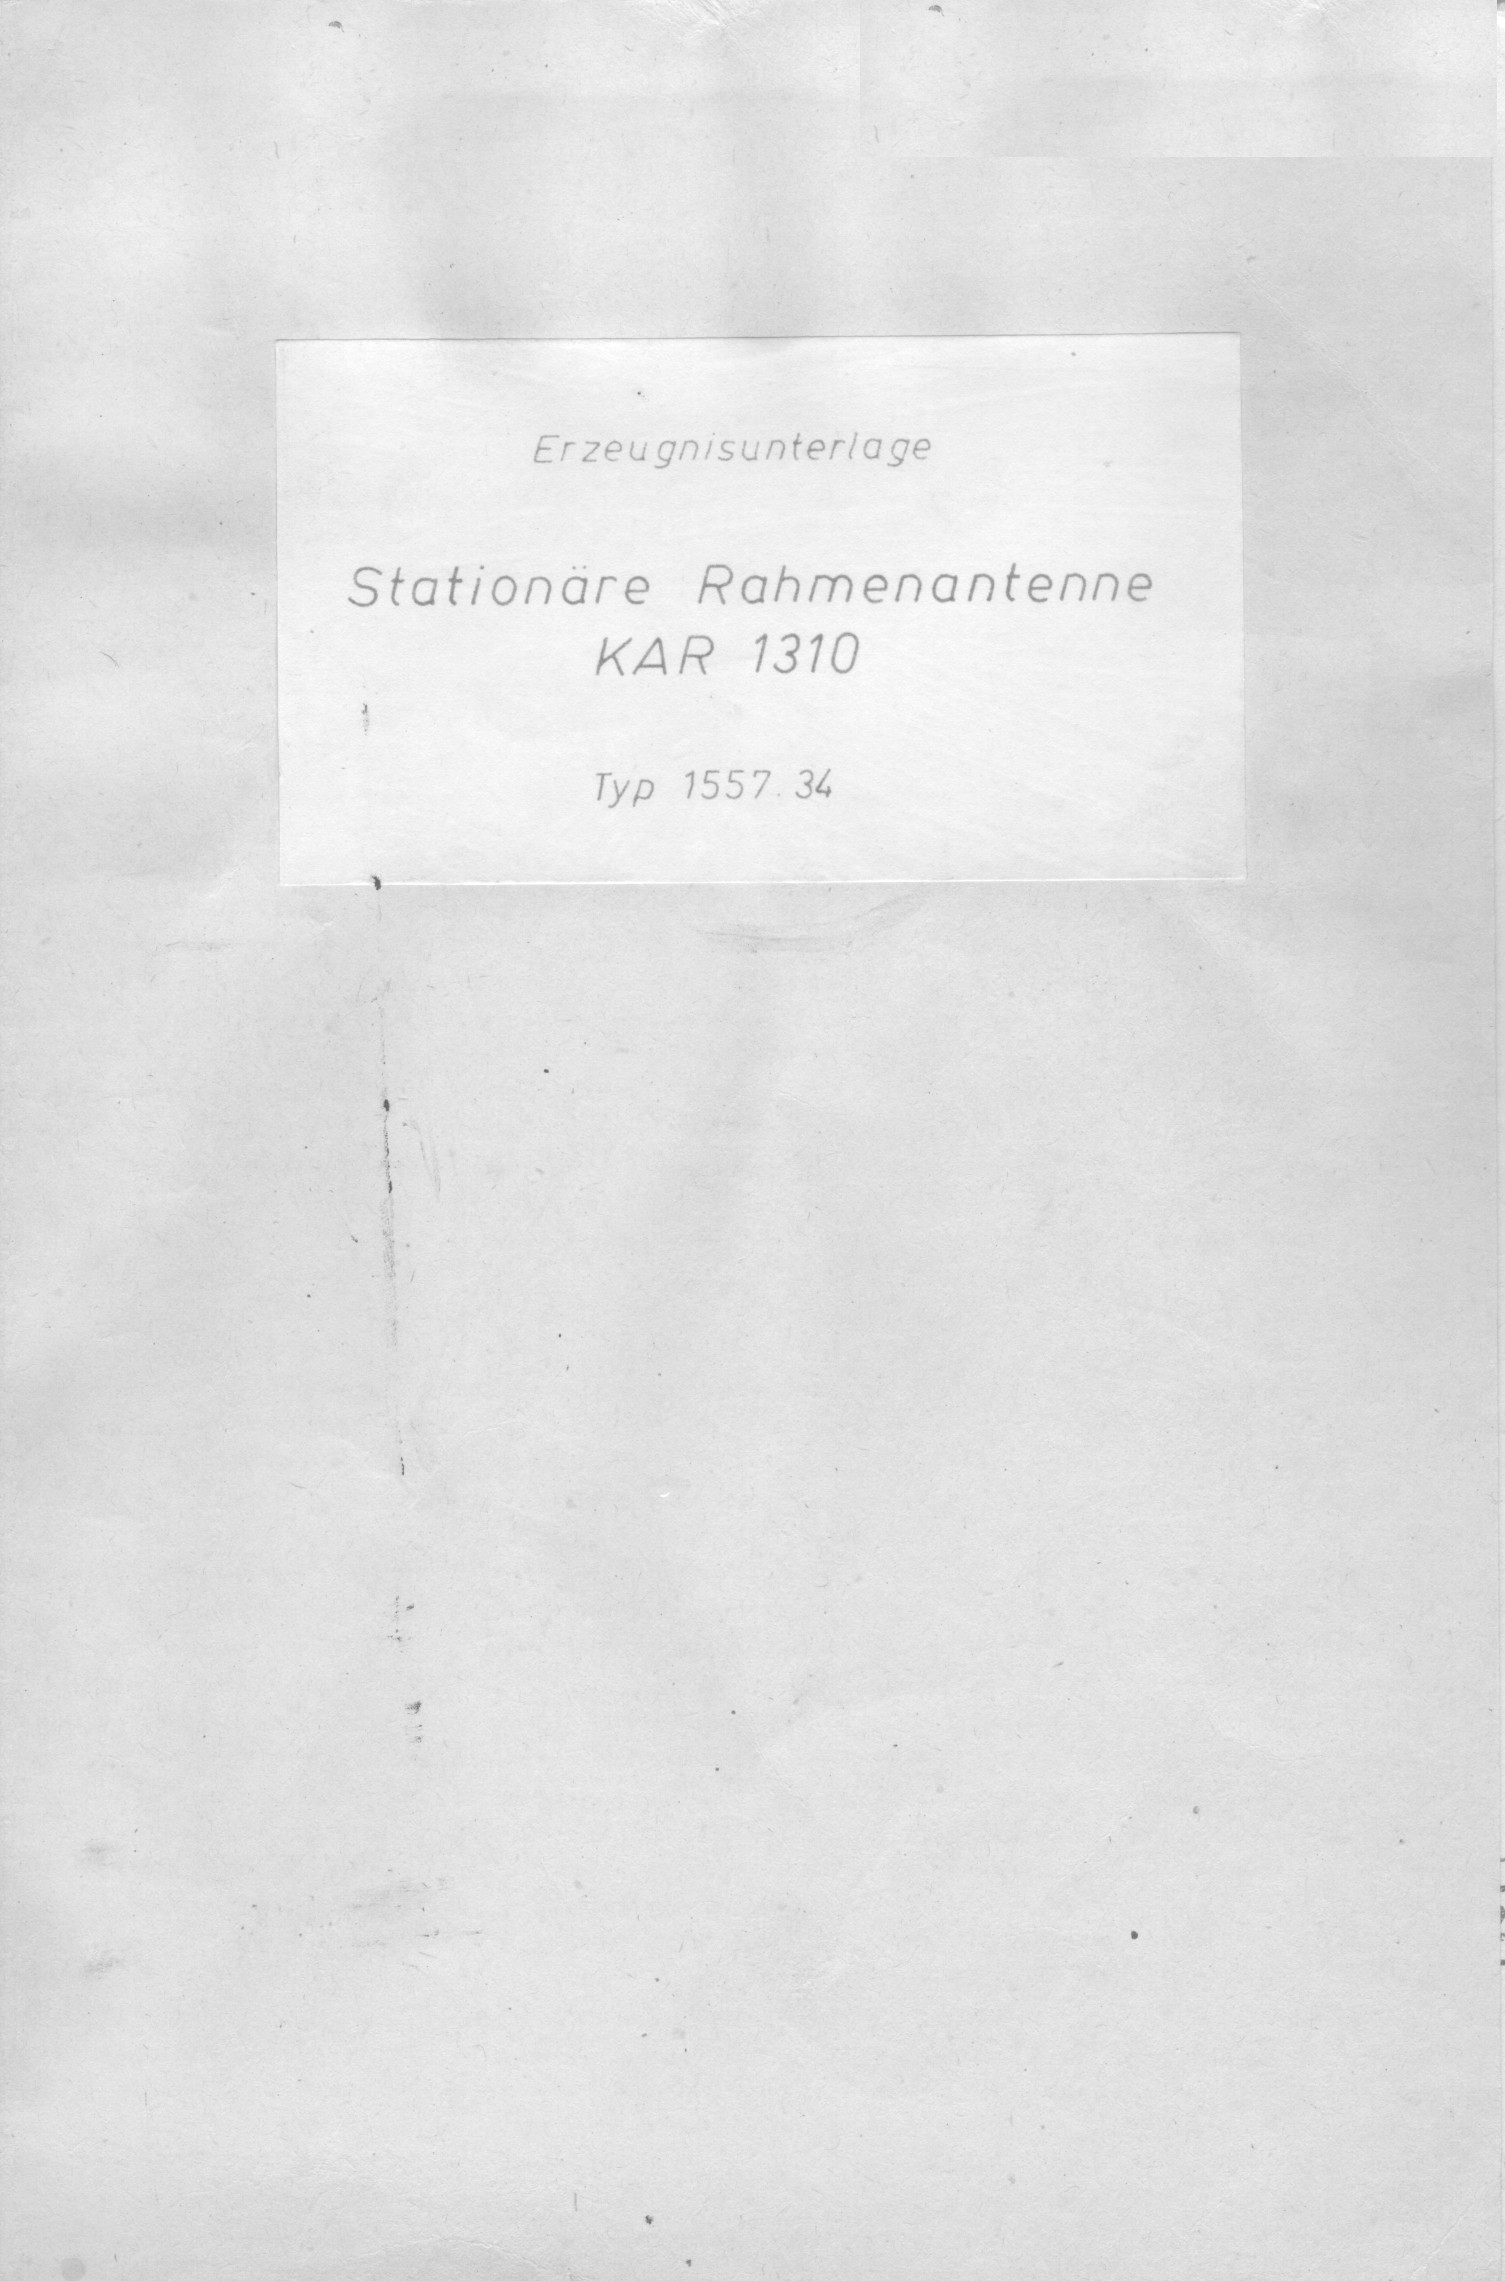 Erzeugnisunterlage
Stationäre Rahmenantenne
KAR 1310
Typ 1557.34